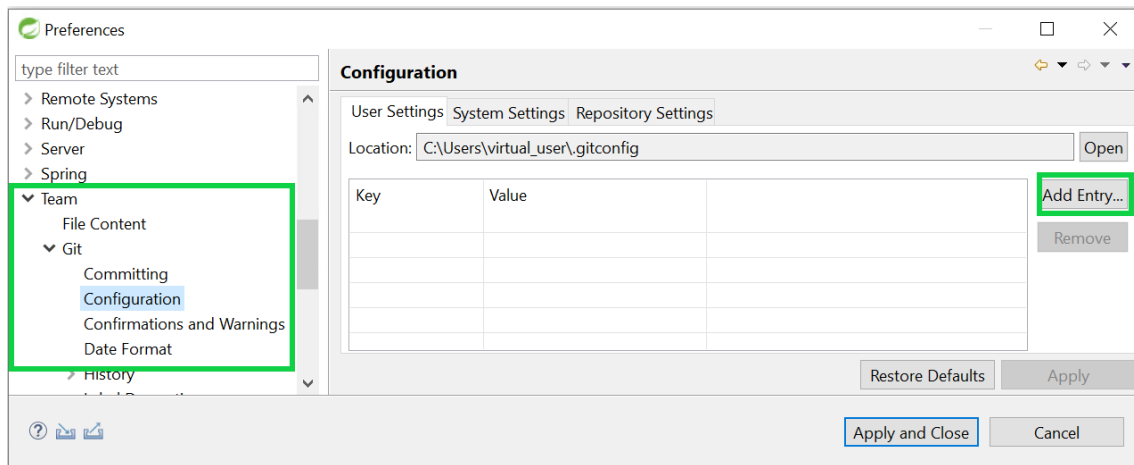 Preferences
type filter text
Remote Systems
Run/Debug
Server
Spring
Team
File Content
Git
Committing
Configuration
Confirmations and Warnings
Date Format
History
Configuration
User Settings System Settings Repository Settings
Location: C:\Users\virtual_user\.gitconfig Open
Key Value
Add Entry...
Remove
Restore Defaults Apply
Apply and Close Cancel